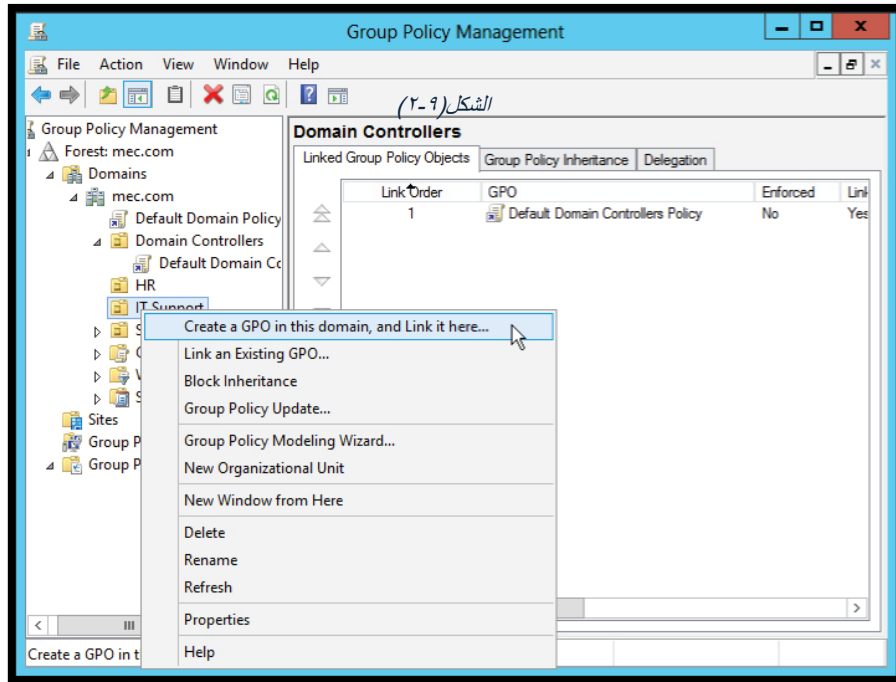 Group Policy Management
File Action View Window Help
الشكل(٩-٢)
Group Policy Management
Forest: mec.com
Domains
mec.com
Default Domain Policy
Domain Controllers
Default Domain Cc
HR
IT Support
S
Sites
Group P
Group P
Domain Controllers
Linked Group Policy Objects Group Policy Inheritance Delegation
Link Order GPO Enforced Link
1 Default Domain Controllers Policy No Yes
Create a GPO in this domain, and Link it here...
Link an Existing GPO...
Block Inheritance
Group Policy Update...
Group Policy Modeling Wizard...
New Organizational Unit
New Window from Here
Delete
Rename
Refresh
Properties
Help
Create a GPO in t